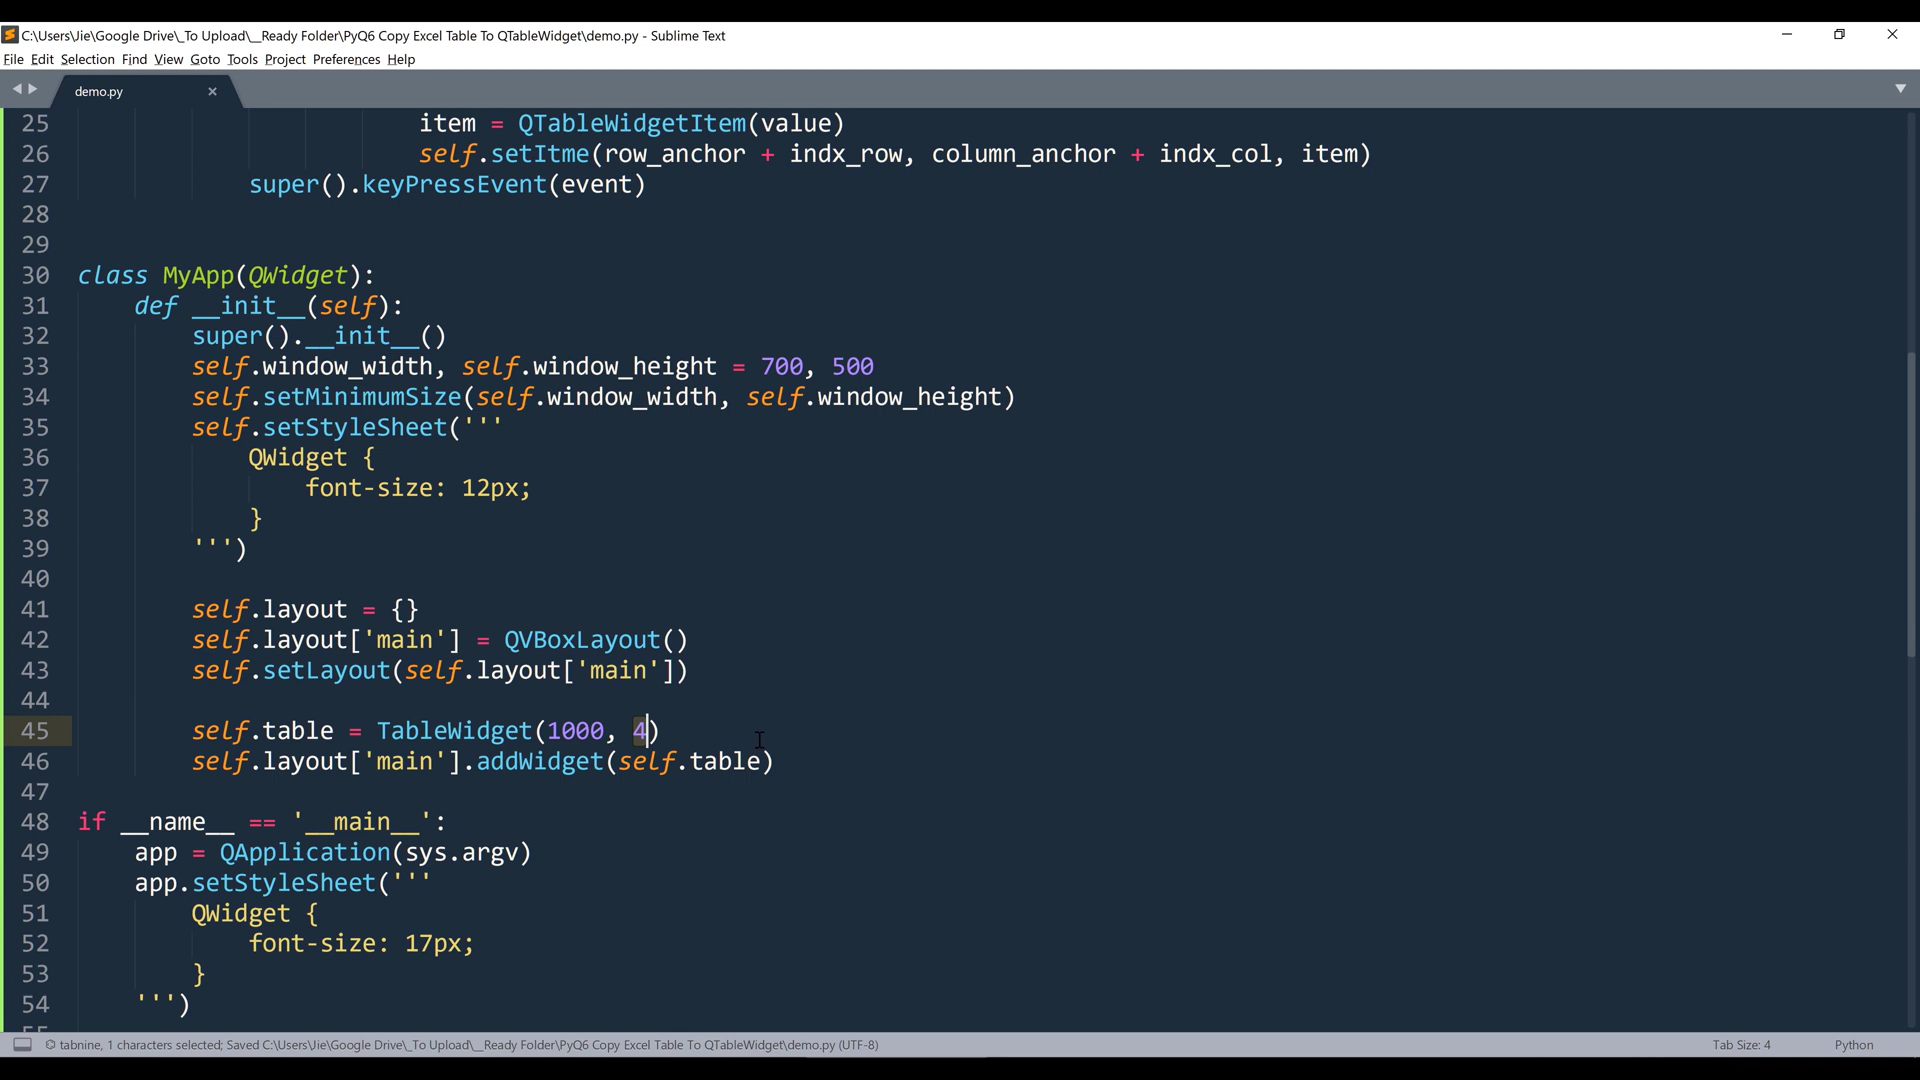 C:\Users\Jie\Google Drive\_To Upload\__Ready Folder\PyQ6 Copy Excel Table To QTableWidget\demo.py - Sublime Text
File Edit Selection Find View Goto Tools Project Preferences Help
demo.py
25 item = QTableWidgetItem(value)
26 self.setItme(row_anchor + indx_row, column_anchor + indx_col, item)
27 super().keyPressEvent(event)
28
29
30 class MyApp(QWidget):
31 def __init__(self):
32 super().__init__()
33 self.window_width, self.window_height = 700, 500
34 self.setMinimumSize(self.window_width, self.window_height)
35 self.setStyleSheet('''
36 QWidget {
37 font-size: 12px;
38 }
39 ''')
40
41 self.layout = {}
42 self.layout['main'] = QVBoxLayout()
43 self.setLayout(self.layout['main'])
44
45 self.table = TableWidget(1000, 4)
46 self.layout['main'].addWidget(self.table)
47
48 if __name__ == '__main__':
49 app = QApplication(sys.argv)
50 app.setStyleSheet('''
51 QWidget {
52 font-size: 17px;
53 }
54 ''')
tabnine, 1 characters selected; Saved C:\Users\Jie\Google Drive\_To Upload\__Ready Folder\PyQ6 Copy Excel Table To QTableWidget\demo.py (UTF-8) Tab Size: 4 Python